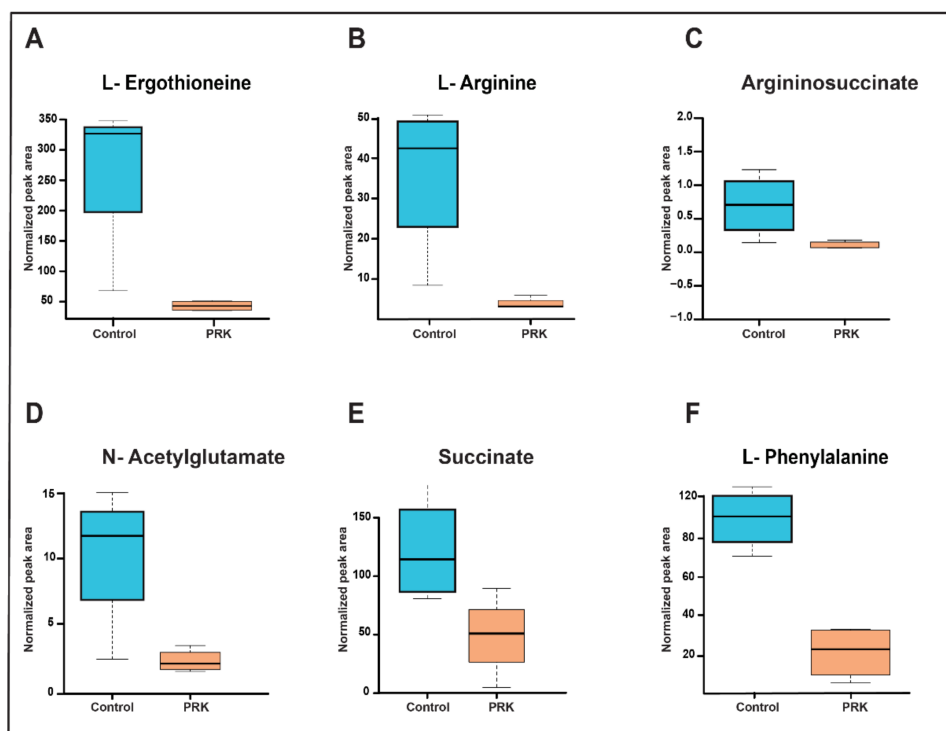 A
L- Ergothioneine
Normalized peak area
350
300
250
200
150
350
50
Control
PRK
B
L- Arginine
Normalized peak area
50
40
30
20
10
Control
PRK
C
Argininosuccinate
Normalized peak area
2.0
1.5
1.0
0.5
0.0
−0.5
−1.0
Control
PRK
D
N- Acetylglutamate
Normalized peak area
15
10
5
0
Control
PRK
E
Succinate
Normalized peak area
150
100
50
0
Control
PRK
F
L- Phenylalanine
Normalized peak area
120
80
60
40
20
Control
PRK